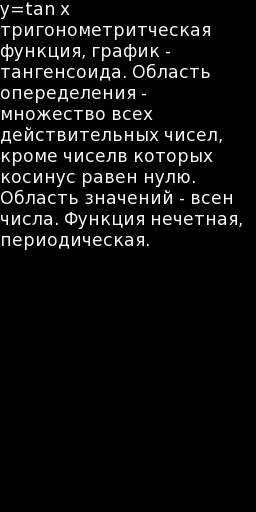 y=tan x
тригонометритческая
функция, график -
тангенсоида. Область
опеределения -
множество всех
действительных чисел,
кроме чиселв которых
косинус равен нулю.
Область значений - всен
числа. Функция нечетная,
периодическая.